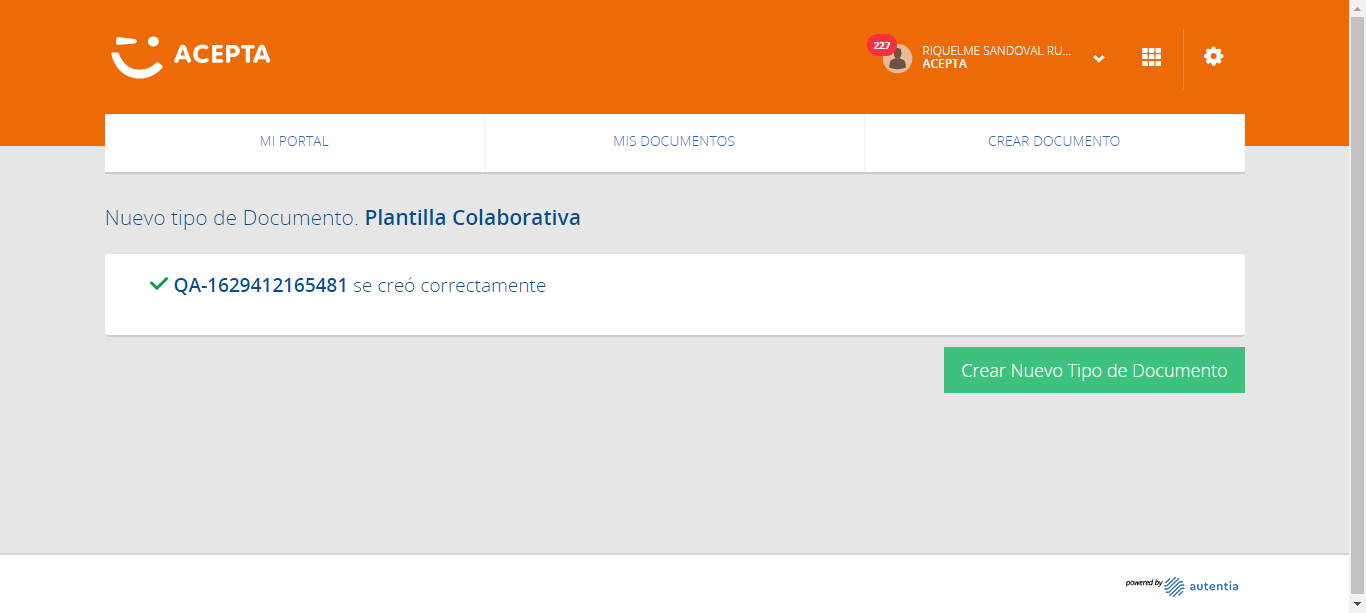 ACEPTA
227
RIQUELME SANDOVAL RU...
ACEPTA
MI PORTAL
MIS DOCUMENTOS
CREAR DOCUMENTO
Nuevo tipo de Documento. Plantilla Colaborativa
QA-1629412165481 se creó correctamente
Crear Nuevo Tipo de Documento
powered by autentia